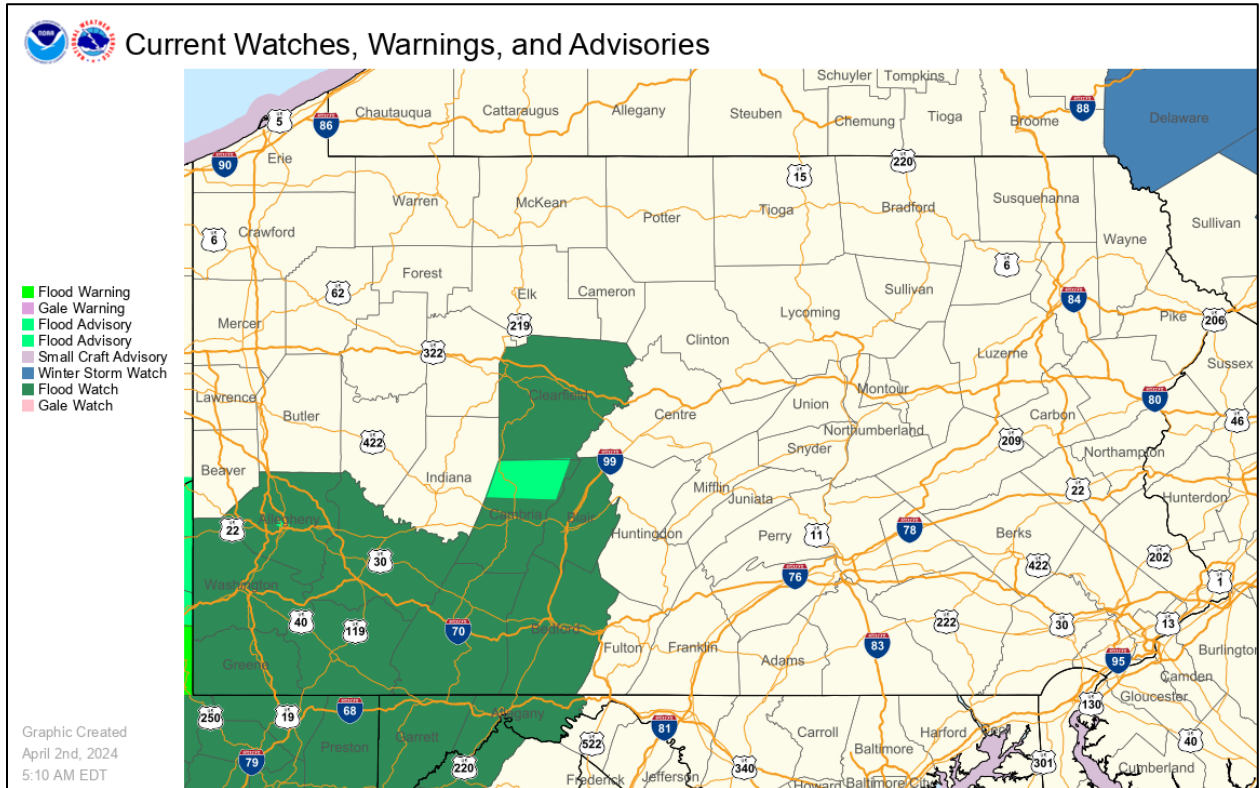 NOAA
Current Watches, Warnings, and Advisories
Schuyler
Tompkins
Chautauqua
Cattaraugus
Allegany
Steuben
Chemung
Tioga
Broome
88
Delaware
5
86
90
Erie
15
220
Warren
McKean
Potter
Tioga
Bradford
Susquehanna
Sullivan
6
Crawford
Wayne
Forest
6
62
Elk
Cameron
Sullivan
84
Flood Warning
Gale Warning
Flood Advisory
Flood Advisory
Small Craft Advisory
Winter Storm Watch
Flood Watch
Gale Watch
Mercer
219
Lycoming
Pike
206
322
Clinton
Luzerne
Sussex
Lawrence
Clearfield
Montour
80
Butler
Centre
Union
Carbon
46
422
Snyder
Northumberland
209
Northampton
Beaver
Indiana
99
Mifflin
Juniata
22
Hunterdon
Allegheny
22
Cambria
Blair
Huntingdon
Perry
11
78
Berks
30
76
422
202
1
Washington
40
119
70
Bedford
222
30
13
Fulton
Franklin
83
Burlington
Greene
Adams
95
Camden
Gloucester
250
19
68
Allegany
81
Harford
Cecil
130
Graphic Created
April 2nd, 2024
5:10 AM EDT
Preston
Garrett
522
Carroll
Baltimore
40
79
220
Frederick
Jefferson
340
Howard
Baltimore City
301
Cumberland